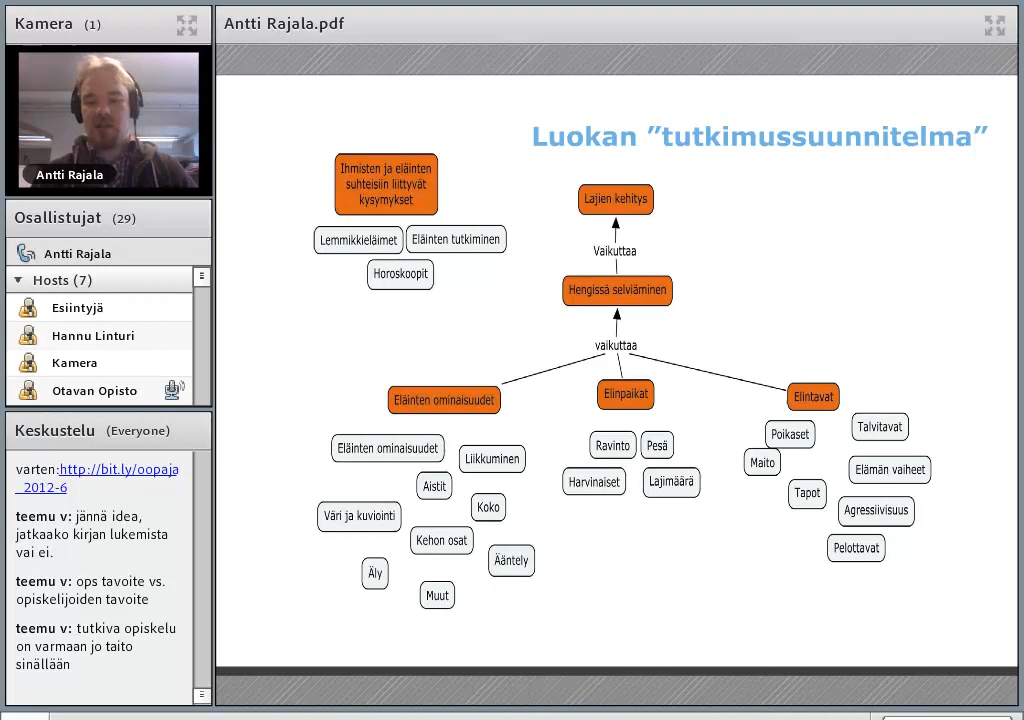 Kamera (1)
Antti Rajala
Osallistujat (29)
Antti Rajala
Hosts (7)
Esiintyjä
Hannu Linturi
Kamera
Otavan Opisto
Keskustelu (Everyone)
varten:http://bit.ly/oopaja
_2012-6
teemu v: jännä idea,
jatkaako kirjan lukemista
vai ei.
teemu v: ops tavoite vs.
opiskelijoiden tavoite
teemu v: tutkiva opiskelu
on varmaan jo taito
sinällään
Antti Rajala.pdf
Luokan ”tutkimussuunnitelma”
Ihmisten ja eläinten
suhteisiin liittyvät
kysymykset
Lemmikkieläimet
Eläinten tutkiminen
Horoskoopit
Lajien kehitys
Vaikuttaa
Hengissä selviäminen
vaikuttaa
Eläinten ominaisuudet
Elinpaikat
Elintavat
Eläinten ominaisuudet
Liikkuminen
Aistit
Koko
Väri ja kuviointi
Kehon osat
Ääntely
Äly
Muut
Ravinto
Pesä
Harvinaiset
Lajimäärä
Poikaset
Talvitavat
Maito
Elämän vaiheet
Tapot
Agressiivisuus
Pelottavat